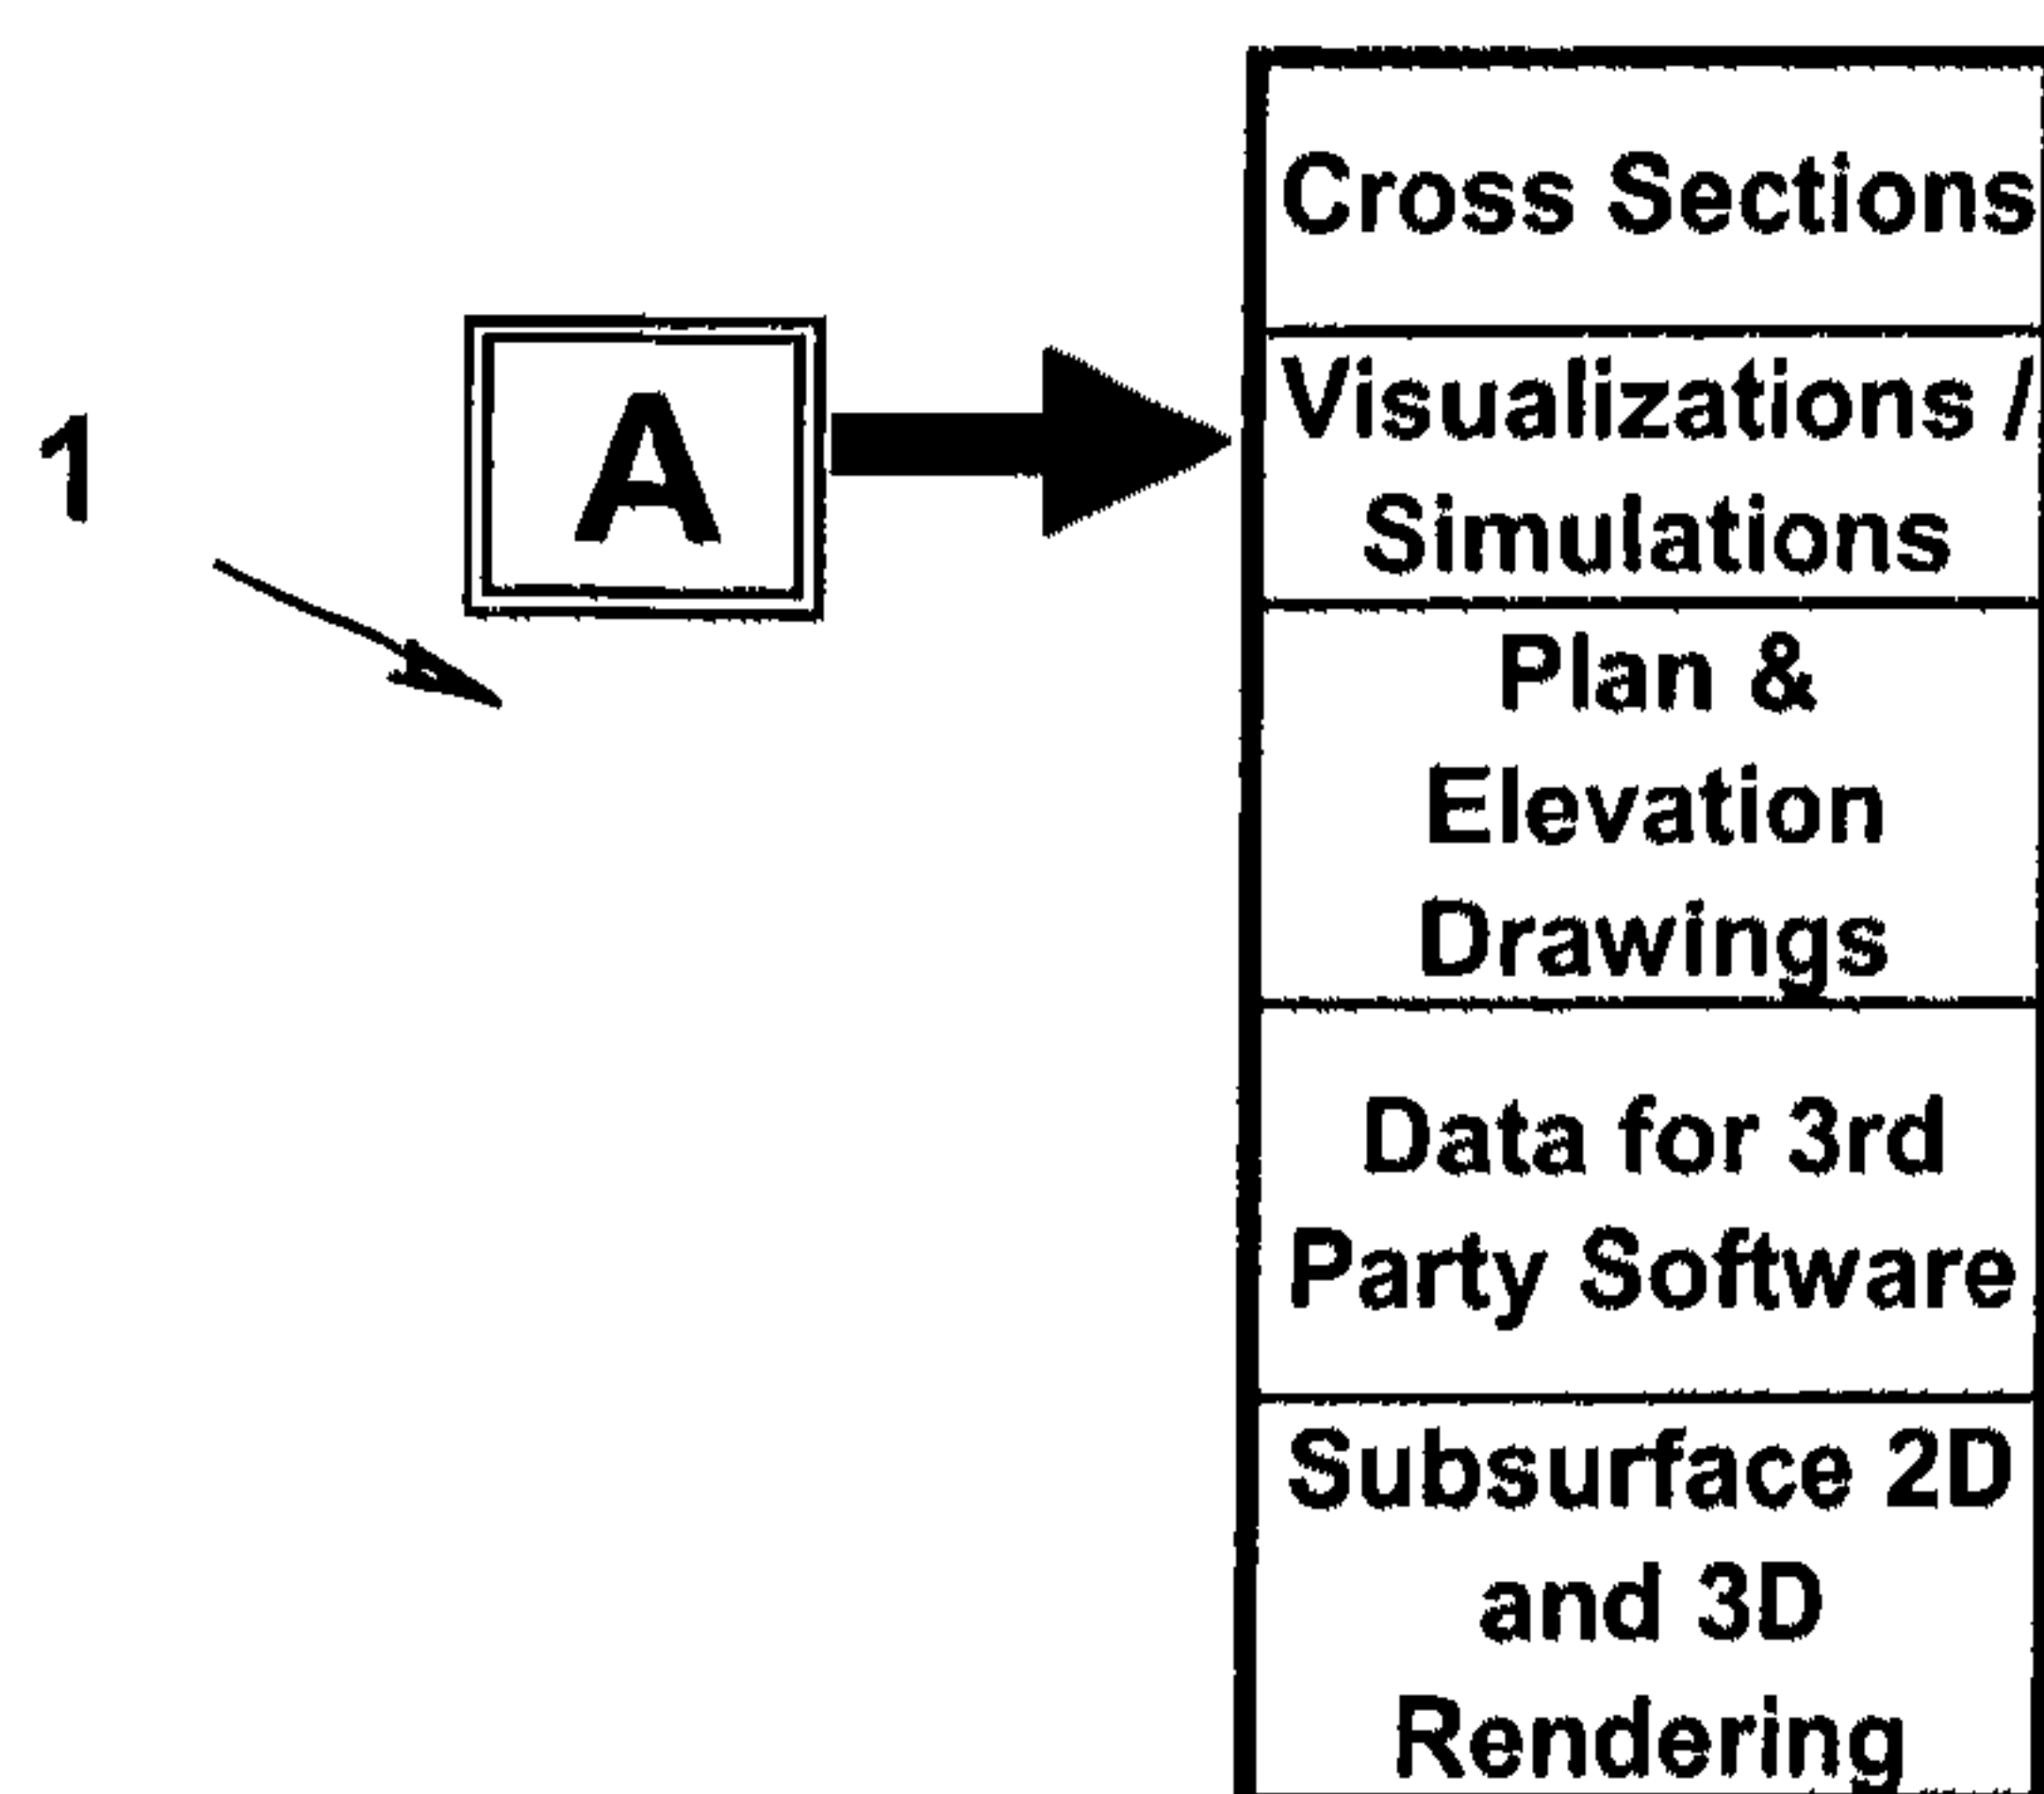 1
A
Cross Sections
Visualizations /
Simulations
Plan &
Elevation
Drawings
Data for 3rd
Party Software
Subsurface 2D
and 3D
Rendering